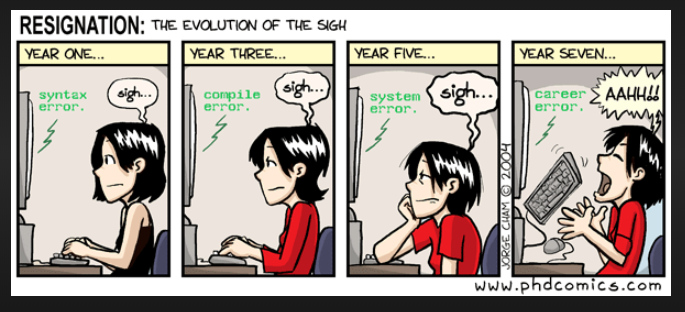 RESIGNATION: THE EVOLUTION OF THE SIGH
YEAR ONE...
syntax
error.
sigh...
YEAR THREE...
compile
error.
sigh...
YEAR FIVE...
system
error.
sigh...
YEAR SEVEN...
career
error.
AAHH!!
JORGE CHAM © 2004
www.phdcomics.com